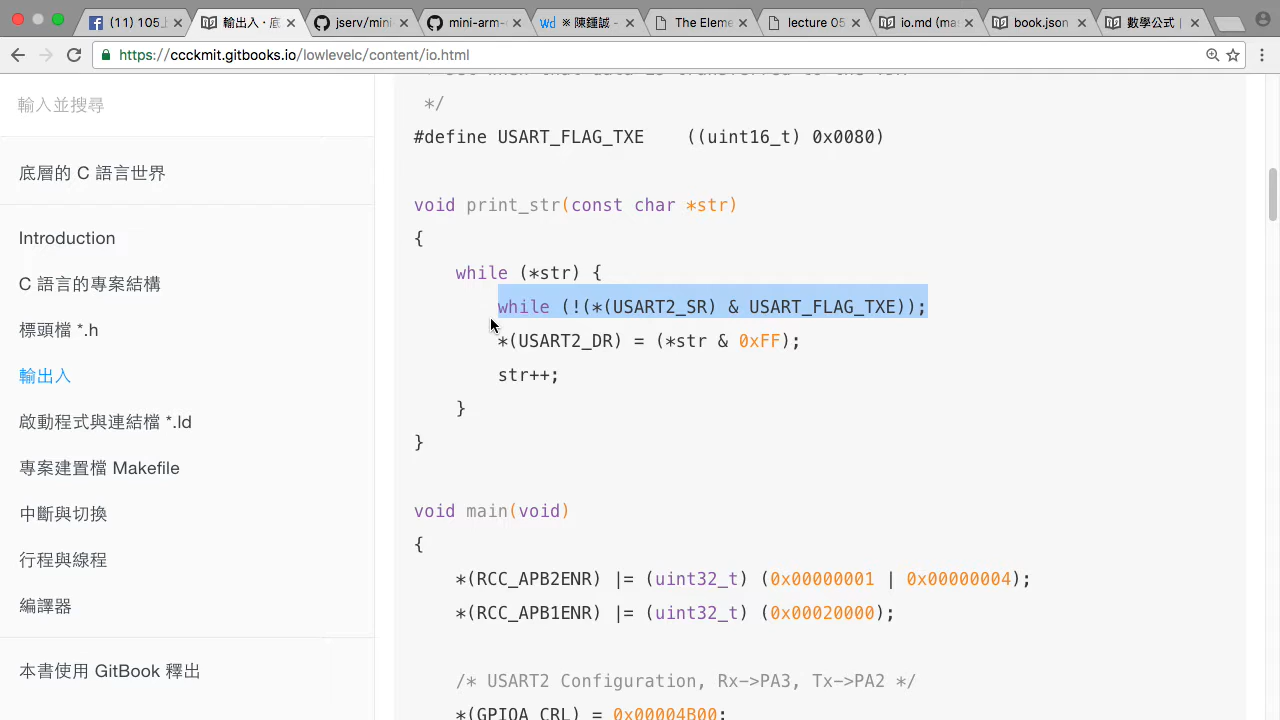 (11) 105上
輸出入 · 底
jserv/mini
mini-arm-o
※ 陳鍾誠 -
The Eleme
lecture 05
io.md (mas
book.json
數學公式 |
https://ccckmit.gitbooks.io/lowlevelc/content/io.html
輸入並搜尋
底層的 C 語言世界
Introduction
C 語言的專案結構
標頭檔 *.h
輸出入
啟動程式與連結檔 *.ld
專案建置檔 Makefile
中斷與切換
行程與線程
編譯器
本書使用 GitBook 釋出
*/
#define USART_FLAG_TXE    ((uint16_t) 0x0080)
void print_str(const char *str)
{
    while (*str) {
        while (!(*(USART2_SR) & USART_FLAG_TXE));
        *(USART2_DR) = (*str & 0xFF);
        str++;
    }
}
void main(void)
{
    *(RCC_APB2ENR) |= (uint32_t) (0x00000001 | 0x00000004);
    *(RCC_APB1ENR) |= (uint32_t) (0x00020000);
    /* USART2 Configuration, Rx->PA3, Tx->PA2 */
    *(GPIOA_CRL) = 0x00004B00;